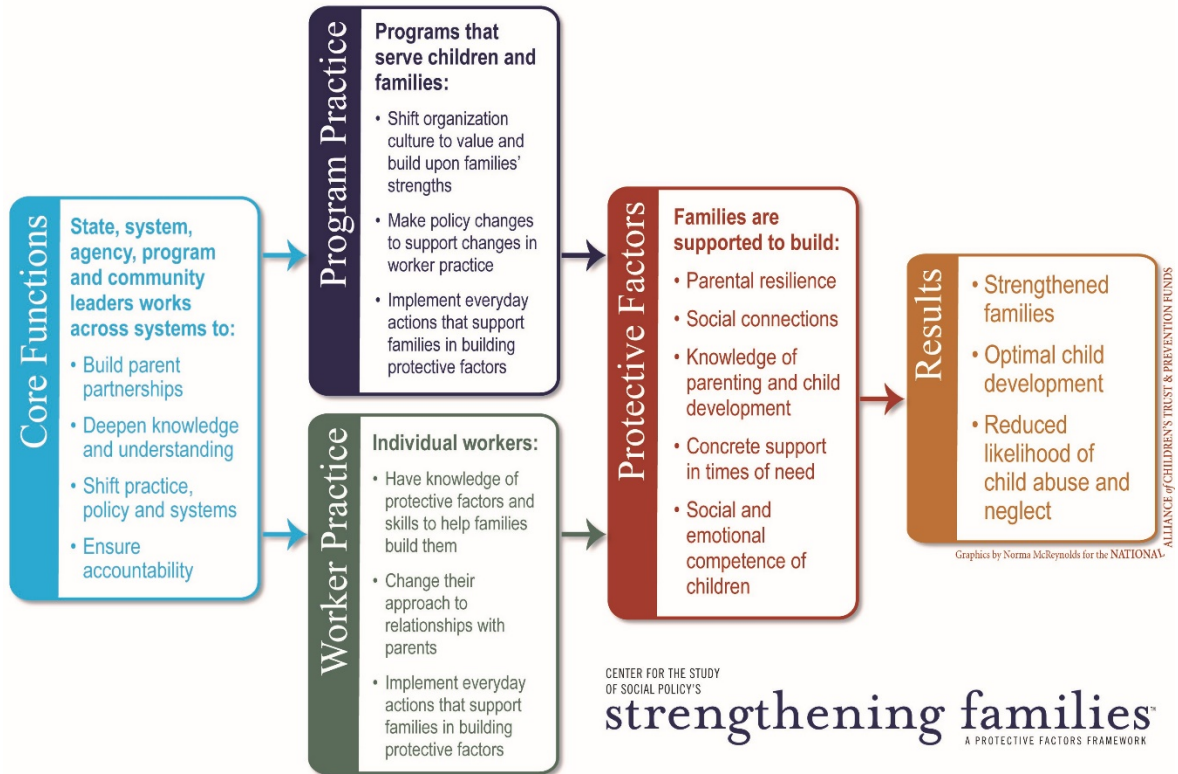 Core Functions
State, system,
agency, program
and community
leaders works
across systems to:
• Build parent
partnerships
• Deepen knowledge
and understanding
• Shift practice,
policy and systems
• Ensure
accountability
Program Practice
Programs that
serve children and
families:
• Shift organization
culture to value and
build upon families’
strengths
• Make policy changes
to support changes in
worker practice
• Implement everyday
actions that support
families in building
protective factors
Worker Practice
Individual workers:
• Have knowledge of
protective factors and
skills to help families
build them
• Change their
approach to
relationships with
parents
• Implement everyday
actions that support
families in building
protective factors
Protective Factors
Families are
supported to build:
• Parental resilience
• Social connections
• Knowledge of
parenting and child
development
• Concrete support
in times of need
• Social and
emotional
competence of
children
Results
• Strengthened
families
• Optimal child
development
• Reduced
likelihood of
child abuse and
neglect
Graphics by Norma McReynolds for the NATIONAL
ALLIANCE of CHILDREN’S TRUST & PREVENTION FUNDS
CENTER FOR THE STUDY
OF SOCIAL POLICY’S
strengthening families™
A PROTECTIVE FACTORS FRAMEWORK